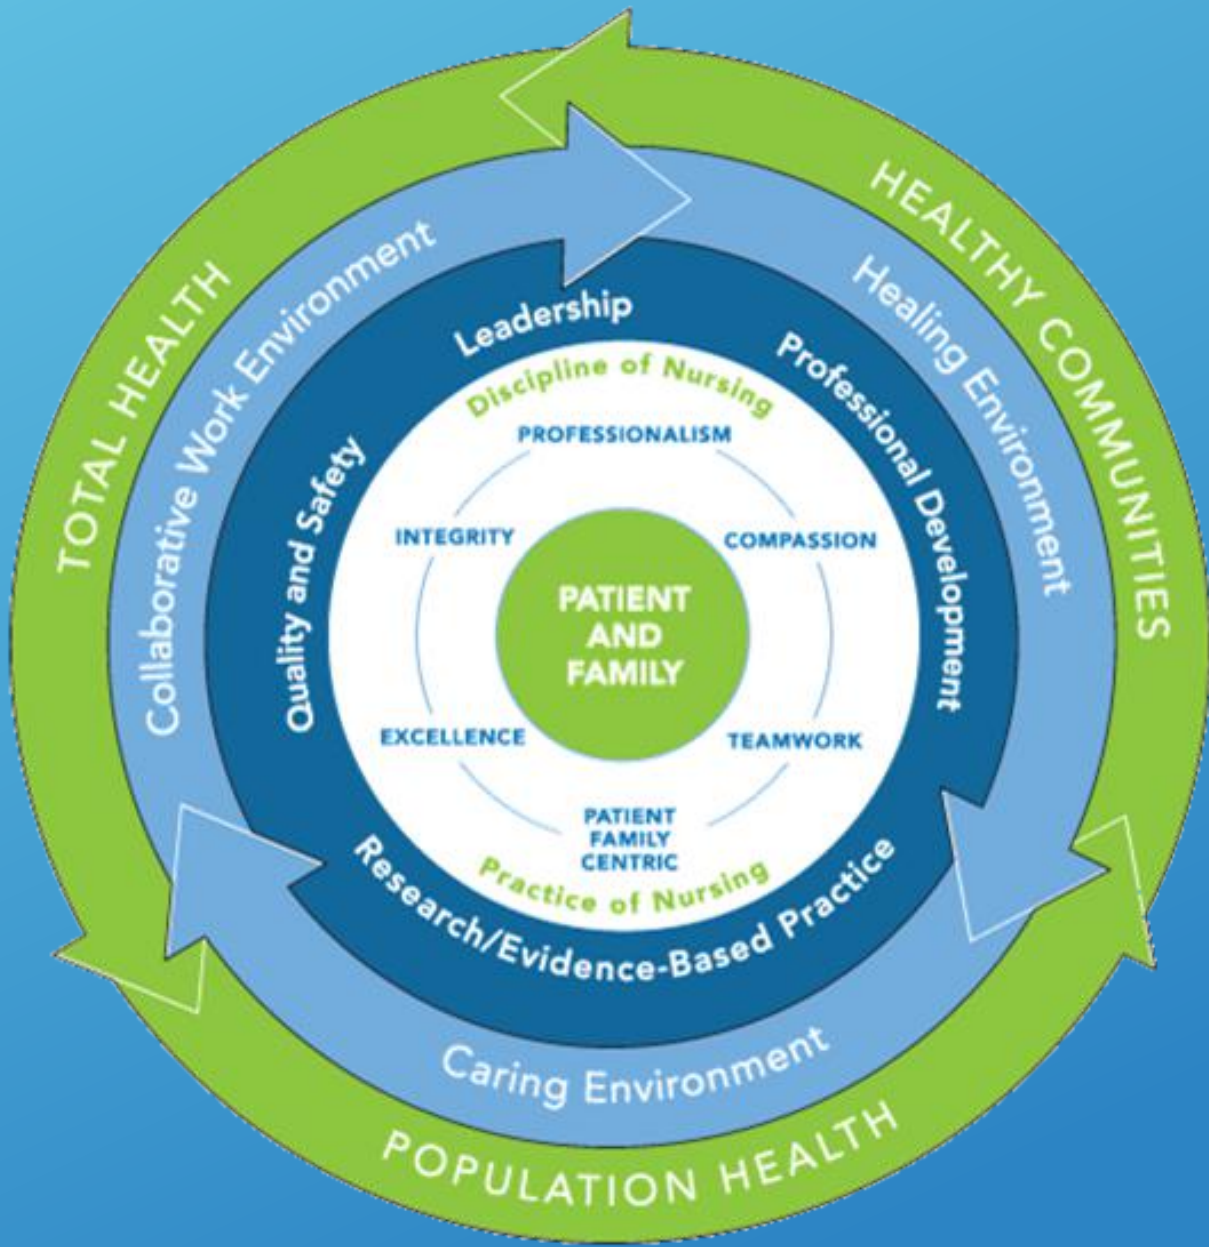 TOTAL HEALTH
HEALTHY COMMUNITIES
POPULATION HEALTH
Collaborative Work Environment
Healing Environment
Caring Environment
Leadership
Professional Development
Quality and Safety
Research/Evidence-Based Practice
Discipline of Nursing
PROFESSIONALISM
INTEGRITY
COMPASSION
PATIENT
AND
FAMILY
EXCELLENCE
TEAMWORK
PATIENT
FAMILY
CENTRIC
Practice of Nursing